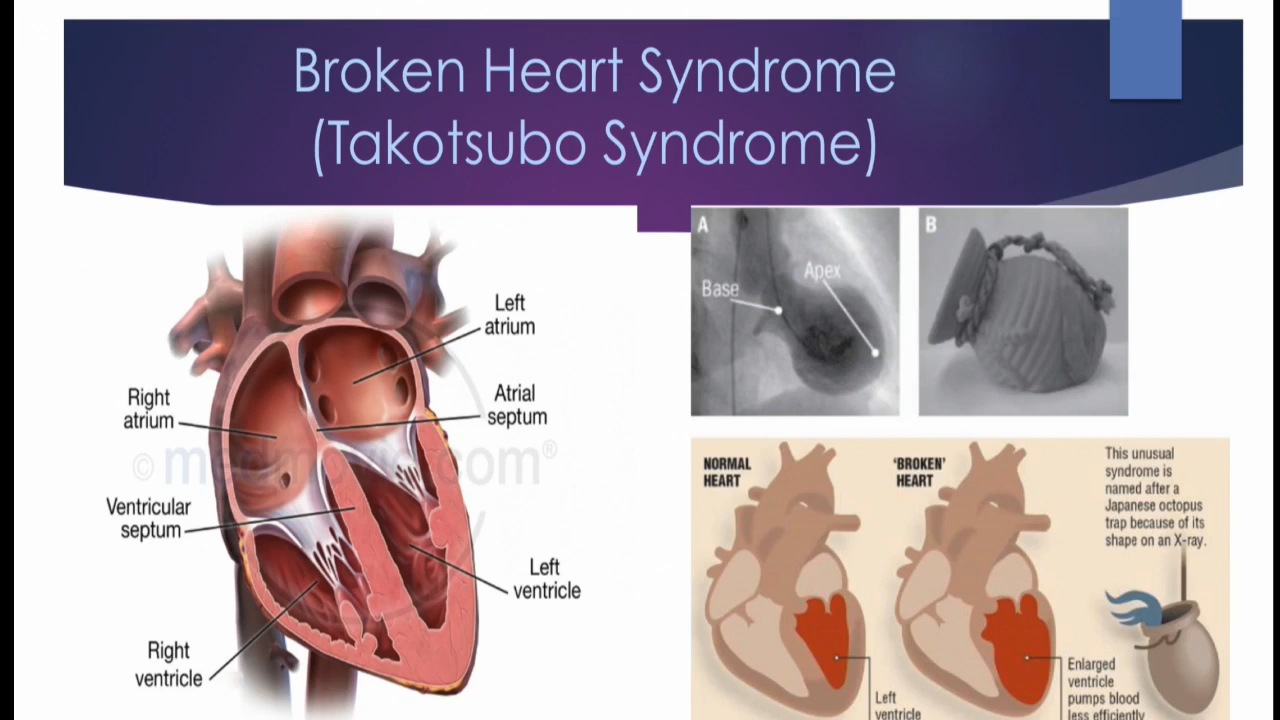 Broken Heart Syndrome
(Takotsubo Syndrome)
Left
atrium
Right
atrium
Atrial
septum
Ventricular
septum
Left
ventricle
Right
ventricle
A
Base
Apex
B
NORMAL
HEART
'BROKEN'
HEART
This unusual
syndrome is
named after a
Japanese octopus
trap because of its
shape on an X-ray.
Left
ventricle
Enlarged
ventricle
pumps blood
less efficiently